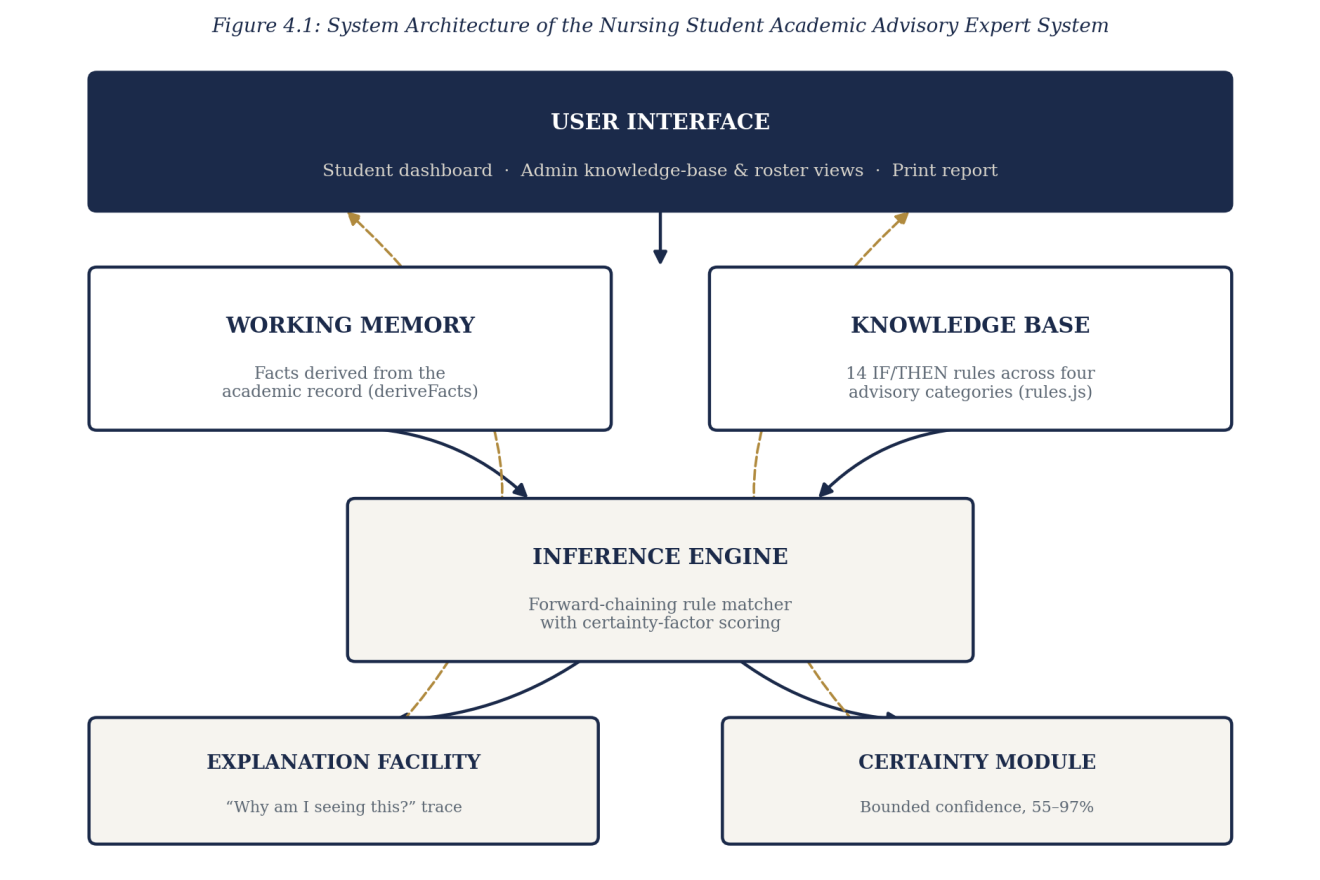 Figure 4.1: System Architecture of the Nursing Student Academic Advisory Expert System
USER INTERFACE
Student dashboard · Admin knowledge-base & roster views · Print report
WORKING MEMORY
Facts derived from the
academic record (deriveFacts)
KNOWLEDGE BASE
14 IF/THEN rules across four
advisory categories (rules.js)
INFERENCE ENGINE
Forward-chaining rule matcher
with certainty-factor scoring
EXPLANATION FACILITY
“Why am I seeing this?” trace
CERTAINTY MODULE
Bounded confidence, 55–97%